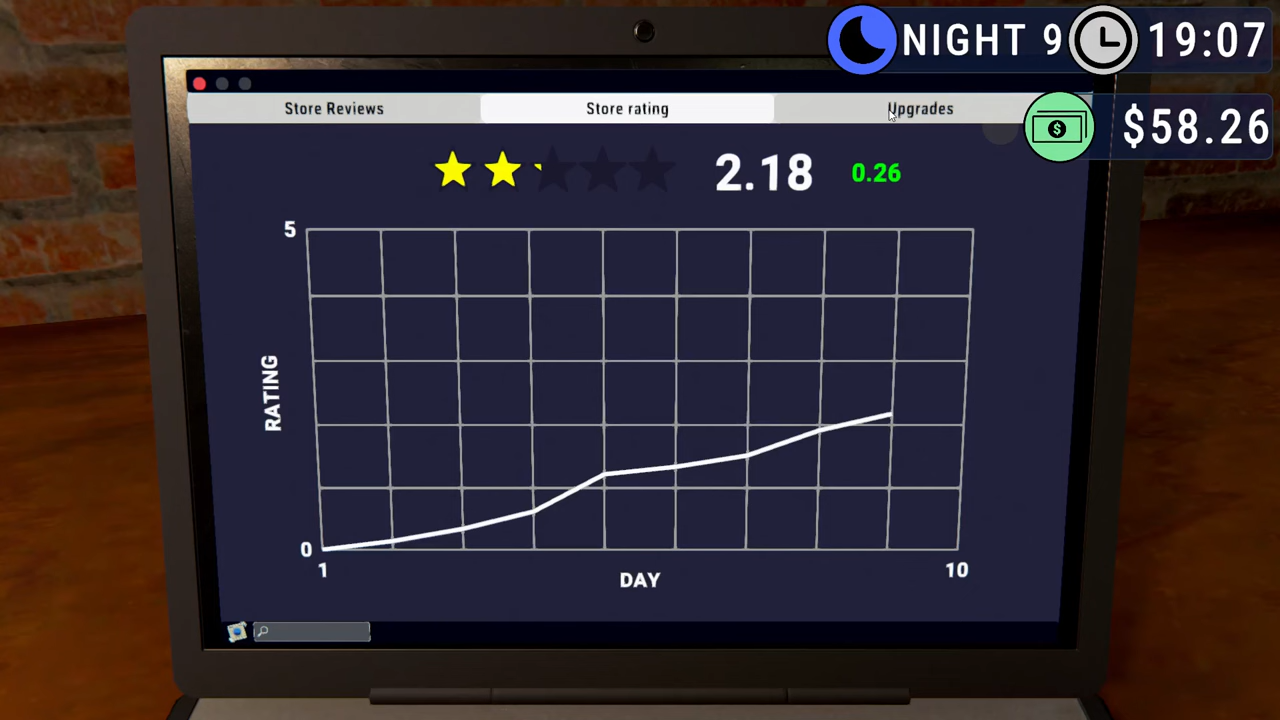 NIGHT 9 19:07
$58.26
Store Reviews Store rating Upgrades
2.18 0.26
5
RATING
0
1 DAY 10